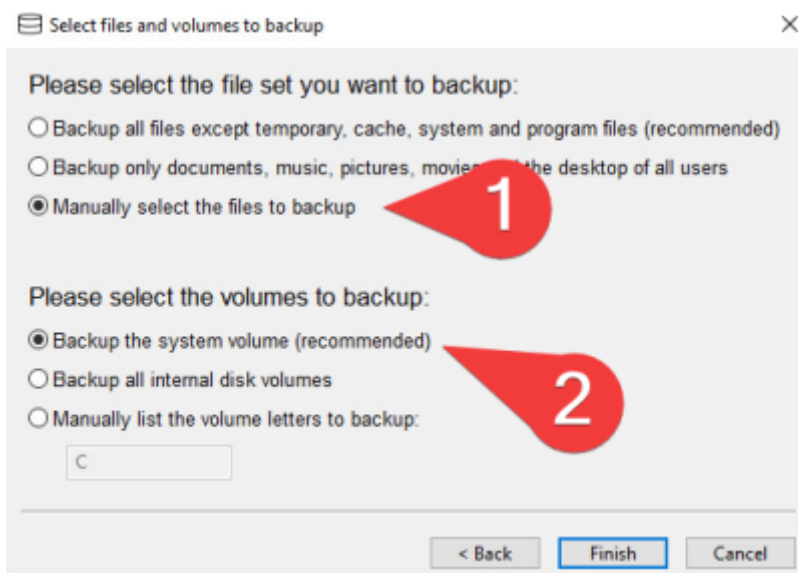 Select files and volumes to backup
Please select the file set you want to backup:
Backup all files except temporary, cache, system and program files (recommended)
Backup only documents, music, pictures, movies the desktop of all users
Manually select the files to backup
1
Please select the volumes to backup:
Backup the system volume (recommended)
Backup all internal disk volumes
2
Manually list the volume letters to backup:
C
< Back Finish Cancel